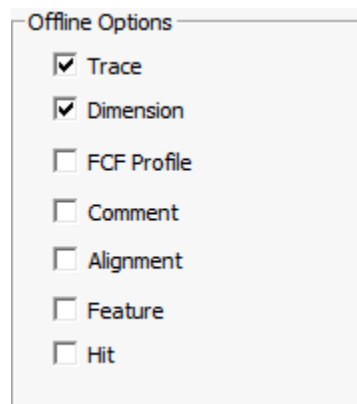 Offline Options
Trace
Dimension
FCF Profile
Comment
Alignment
Feature
Hit